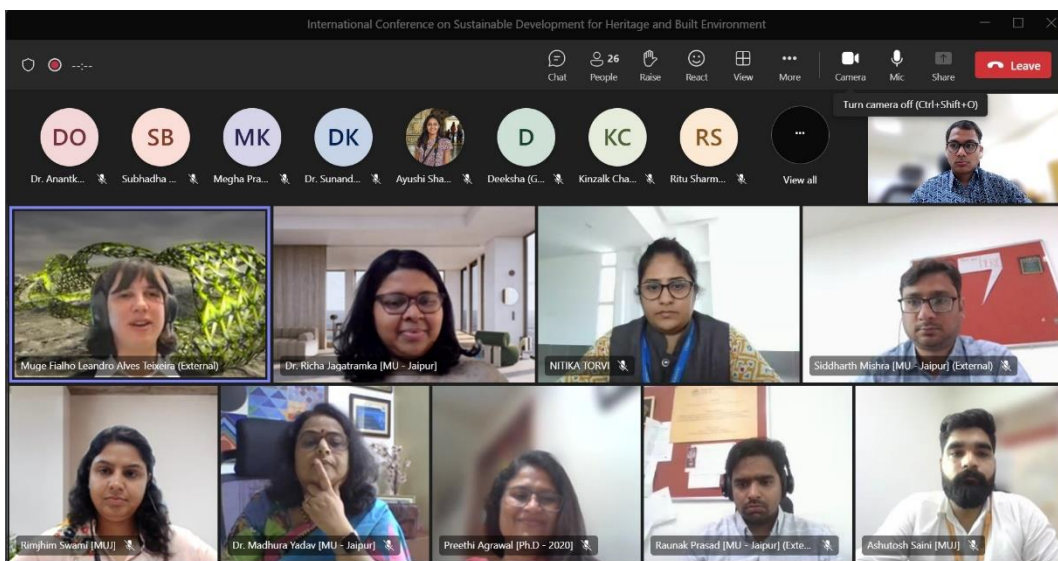 International Conference on Sustainable Development for Heritage and Built Environment
--:--
26
Chat People Raise React View More Camera Mic Share Leave
Turn camera off (Ctrl+Shift+O)
DO SB MK DK D KC RS ...
Dr. Anantk... Subhadha ... Megha Pra... Dr. Sunand... Ayushi Sha... Deeksha (G... Kinzalk Cha... Ritu Sharm... View all
Muge Fialho Leandro Alves Teixeira (External) Dr. Richa Jagatramka [MU - Jaipur] NITIKA TORVI Siddharth Mishra [MU - Jaipur] (External)
Rimjhim Swami [MUJ] Dr. Madhura Yadav [MU - Jaipur] Preethi Agrawal [Ph.D - 2020] Raunak Prasad [MU - Jaipur] (Exte... Ashutosh Saini [MUJ]